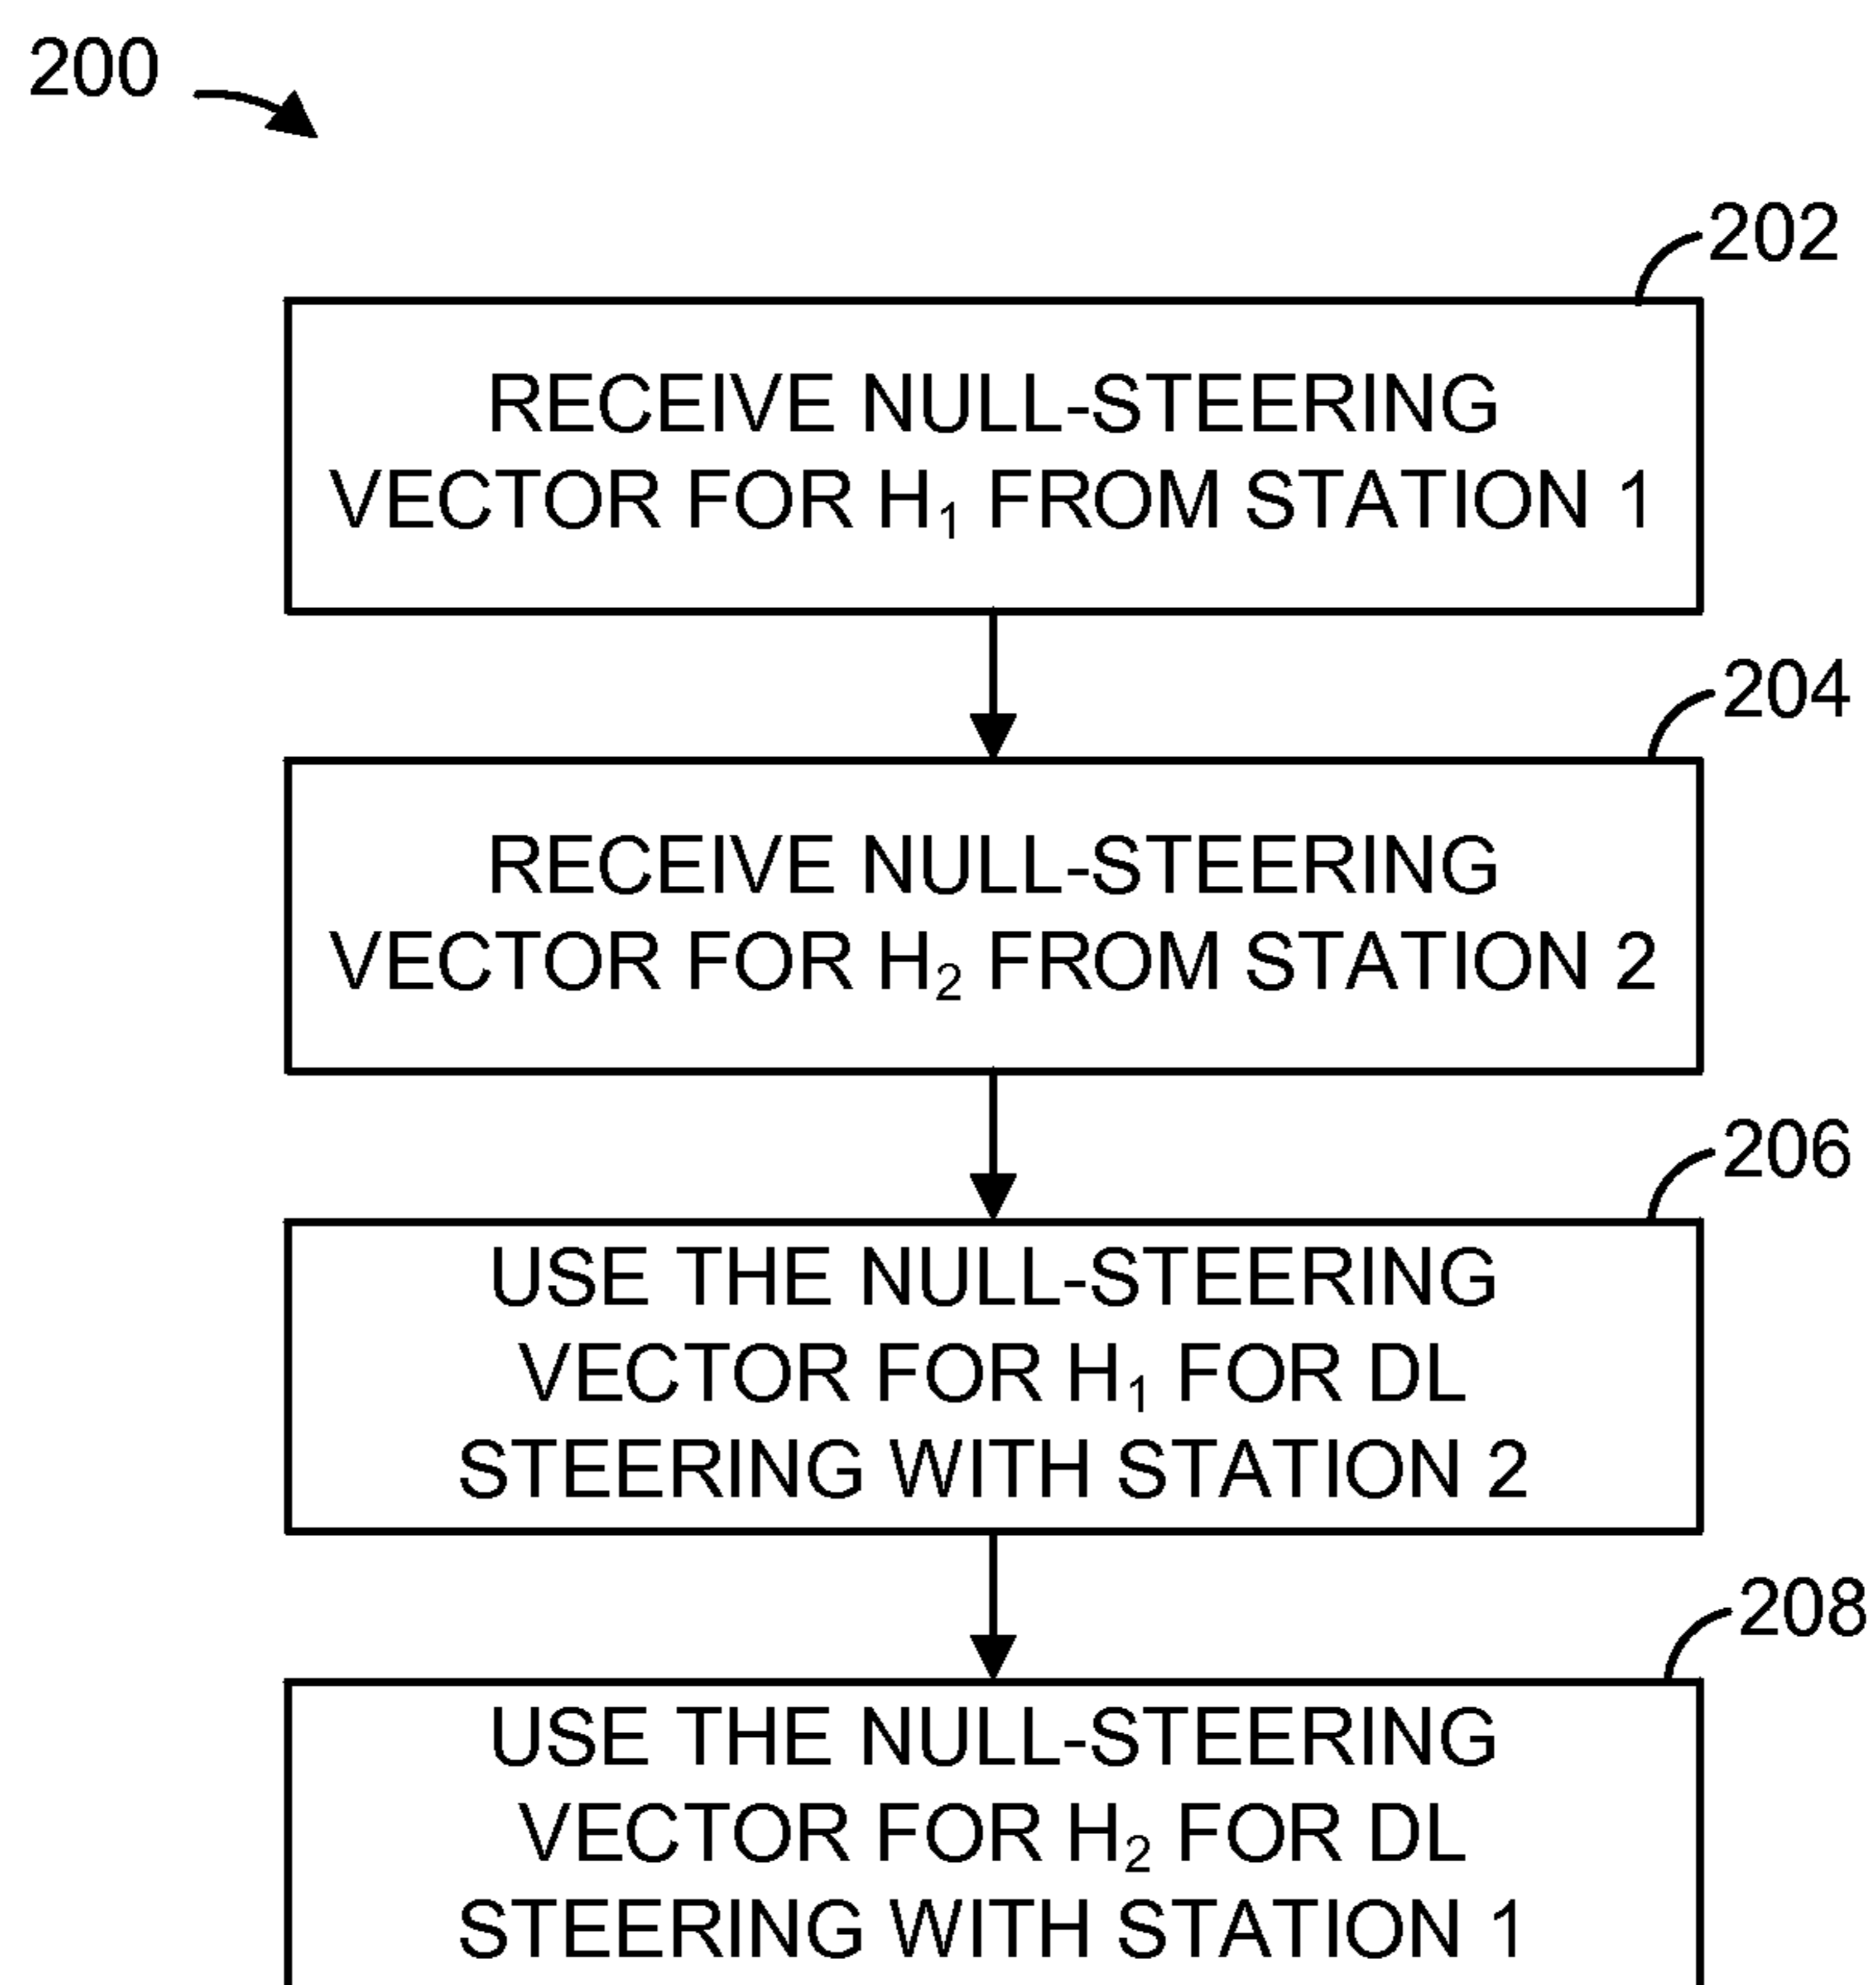 200
202
RECEIVE NULL-STEERING
VECTOR FOR H₁ FROM STATION 1
204
RECEIVE NULL-STEERING
VECTOR FOR H₂ FROM STATION 2
206
USE THE NULL-STEERING
VECTOR FOR H₁ FOR DL
STEERING WITH STATION 2
208
USE THE NULL-STEERING
VECTOR FOR H₂ FOR DL
STEERING WITH STATION 1